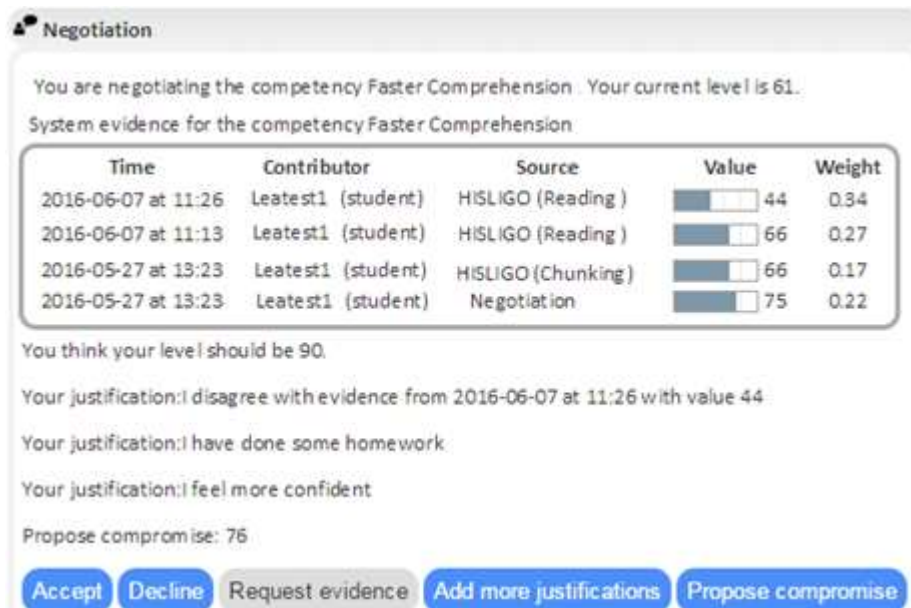 Negotiation
You are negotiating the competency Faster Comprehension . Your current level is 61.
System evidence for the competency Faster Comprehension
Time Contributor Source Value Weight
2016-06-07 at 11:26 Leatest1 (student) HISLIGO (Reading ) 44 0.34
2016-06-07 at 11:13 Leatest1 (student) HISLIGO (Reading ) 66 0.27
2016-05-27 at 13:23 Leatest1 (student) HISLIGO (Chunking) 66 0.17
2016-05-27 at 13:23 Leatest1 (student) Negotiation 75 0.22
You think your level should be 90.
Your justification:I disagree with evidence from 2016-06-07 at 11:26 with value 44
Your justification:I have done some homework
Your justification:I feel more confident
Propose compromise: 76
Accept Decline Request evidence Add more justifications Propose compromise